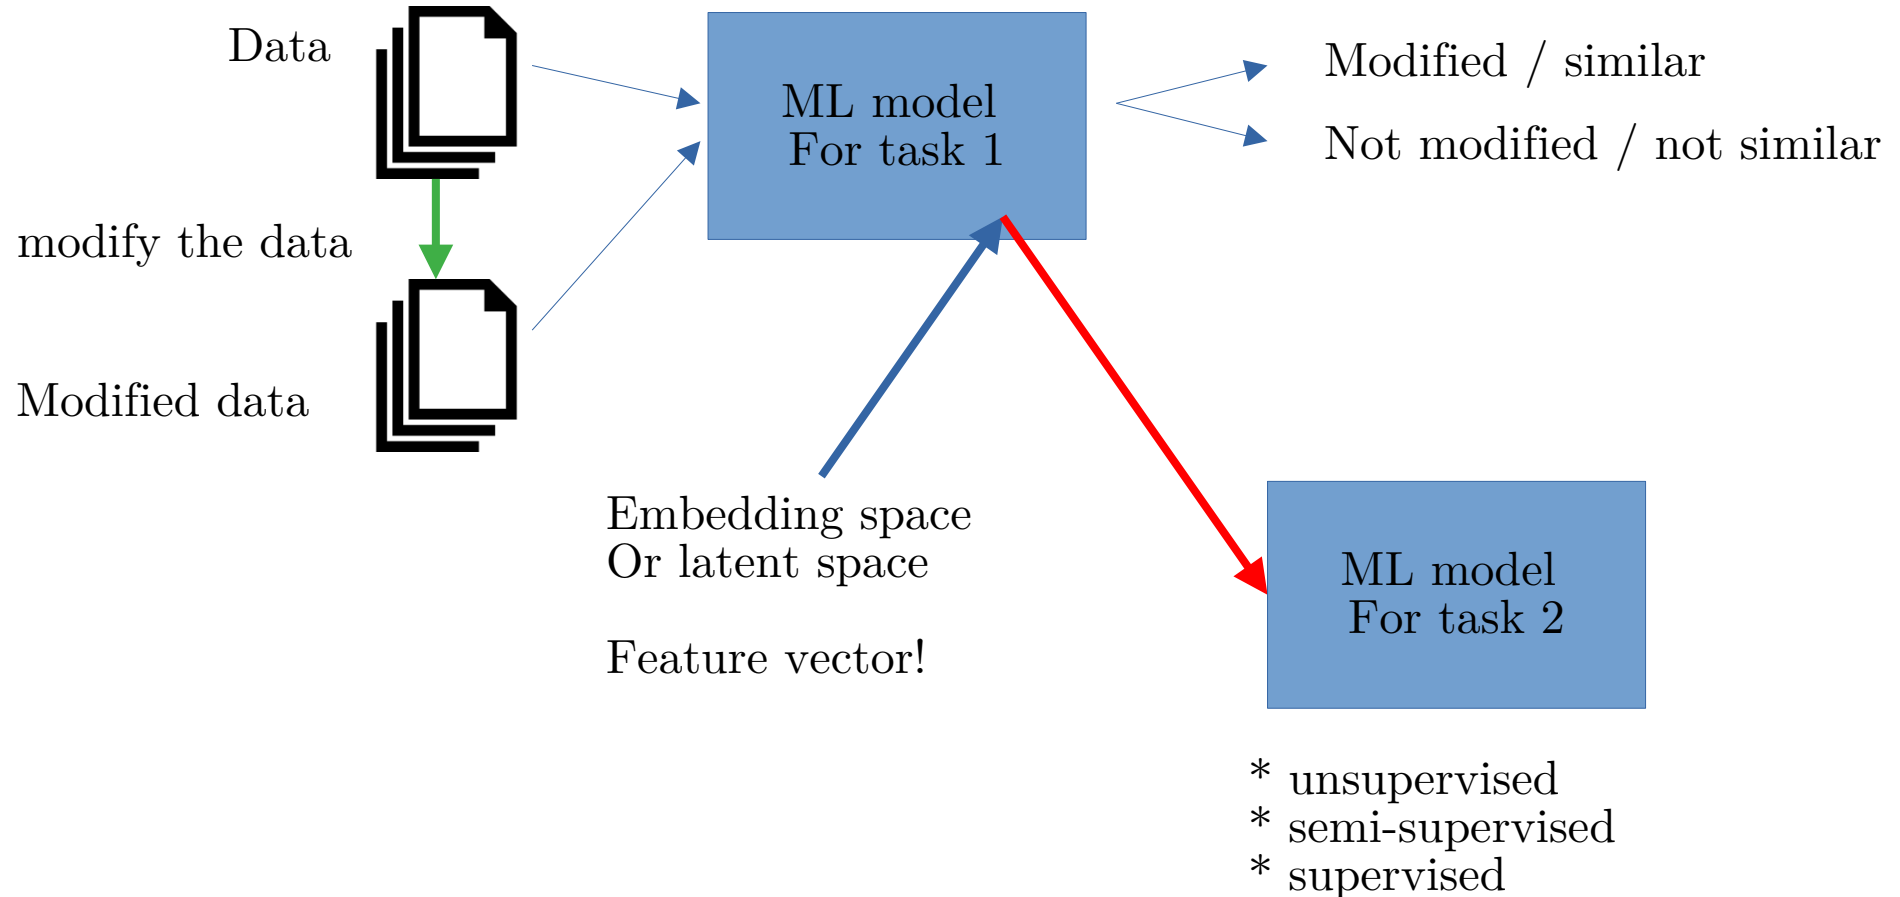 Data
modify the data
Modified data
ML model
For task 1
Modified / similar
Not modified / not similar
Embedding space
Or latent space
Feature vector!
ML model
For task 2
* unsupervised
* semi-supervised
* supervised